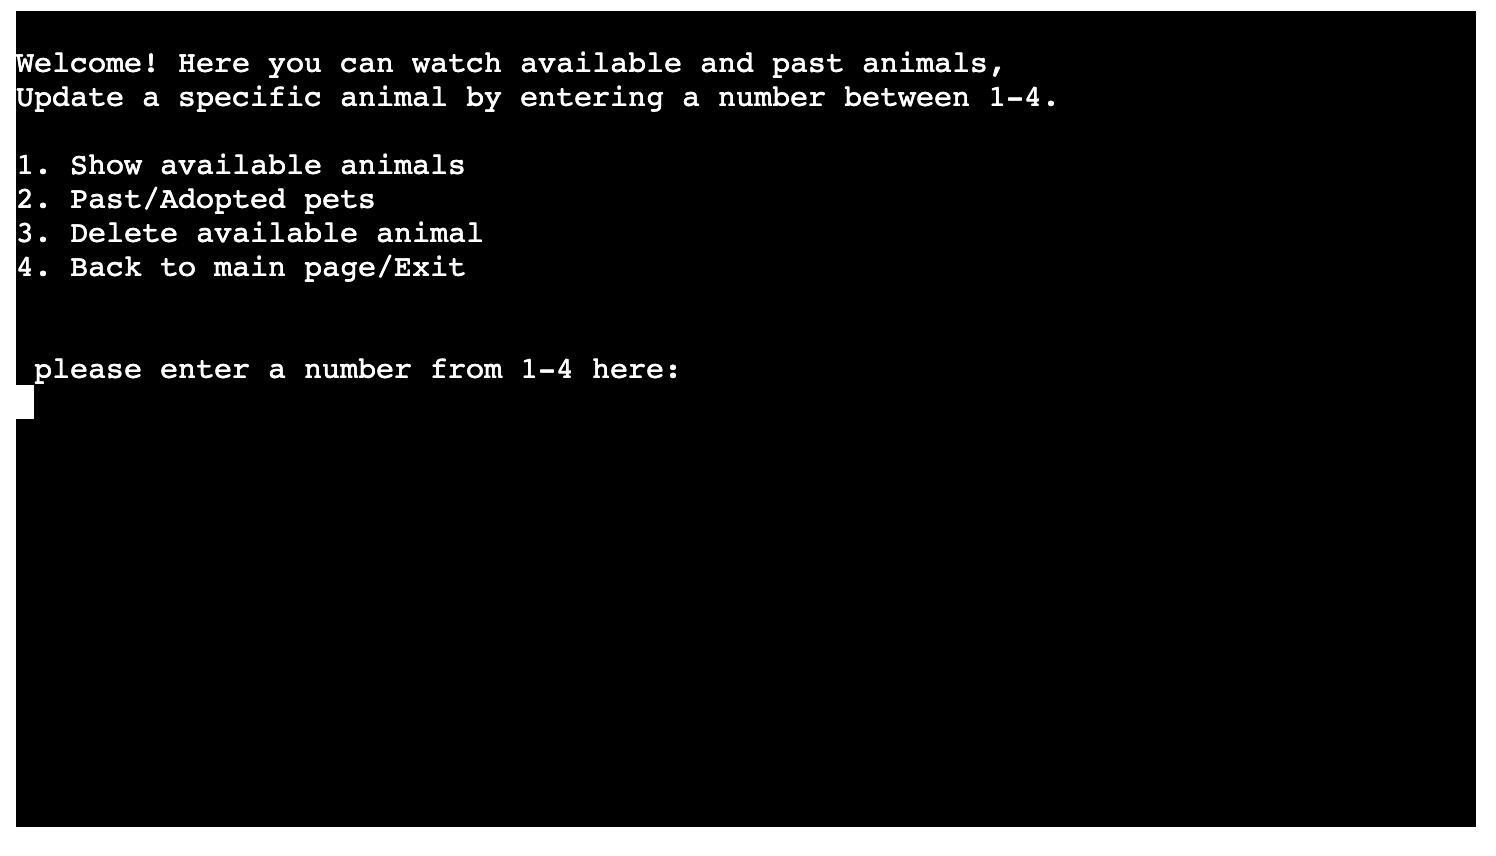 Welcome! Here you can watch available and past animals,
Update a specific animal by entering a number between 1-4.
1. Show available animals
2. Past/Adopted pets
3. Delete available animal
4. Back to main page/Exit
please enter a number from 1-4 here: